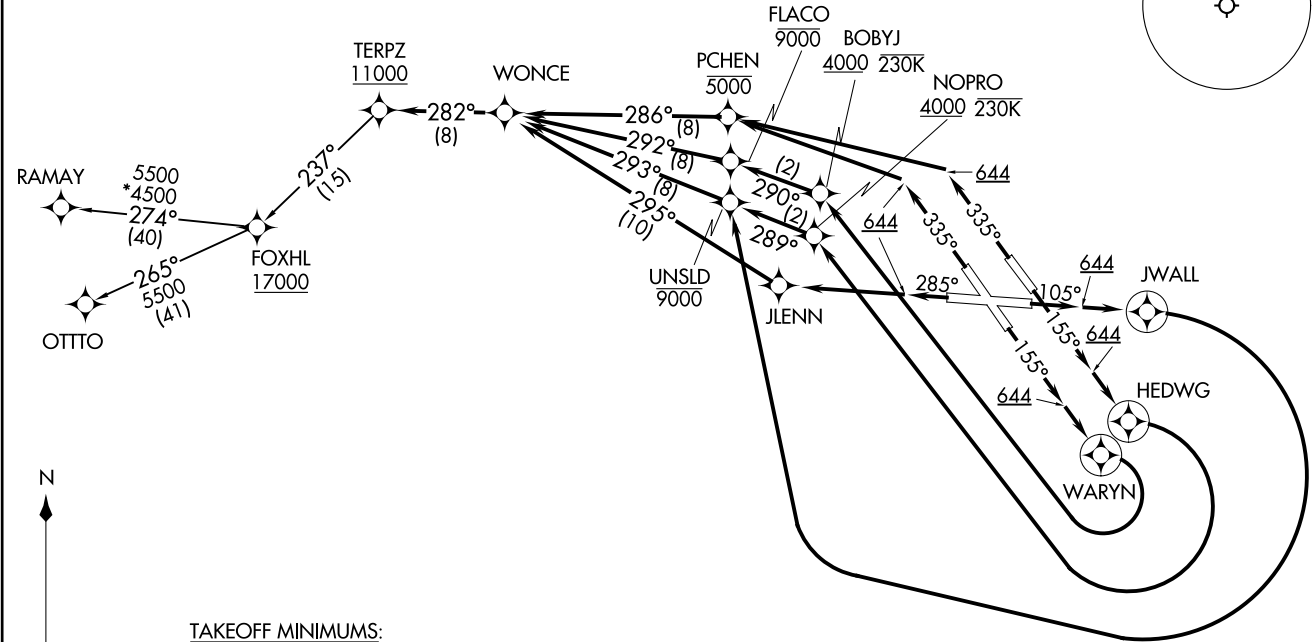 FLACO
9000
BOBYJ
4000 230K
TERPZ
11000
WONCE
PCHEN
5000
NOPRO
4000 230K
282°
(8)
286°
(8)
292°
(8)
293°
(8)
295°
(10)
(2)
290°
(2)
289°
237°
(15)
RAMAY
5500
*4500
274°
(40)
FOXHL
17000
265°
5500
(41)
OTTTO
UNSLD
9000
JLENN
644
335°
644
335°
644
285°
105°
644
JWALL
155°
644
155°
644
HEDWG
WARYN
N
TAKEOFF MINIMUMS: